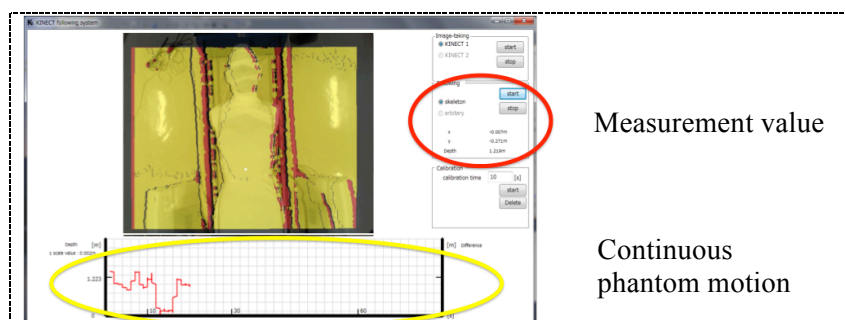 KINECT following system
Image-taking
KINECT 1
start
KINECT 2
stop
start
skeleton
stop
arbitary
x -0.007m
y -0.271m
Depth 1.219m
Measurement value
Calibration
calibration time 10 [s]
start
Delete
Depth [m]
[m] Difference
1 scale value : 0.002m
1.223
0
10
30
60
[s]
Continuous
phantom motion